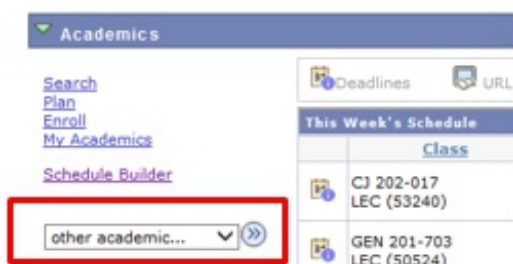 Academics
Search
Plan
Enroll
My Academics
Schedule Builder
other academic...
Deadlines URL
This Week's Schedule
Class
CJ 202-017
LEC (53240)
GEN 201-703
LEC (50524)